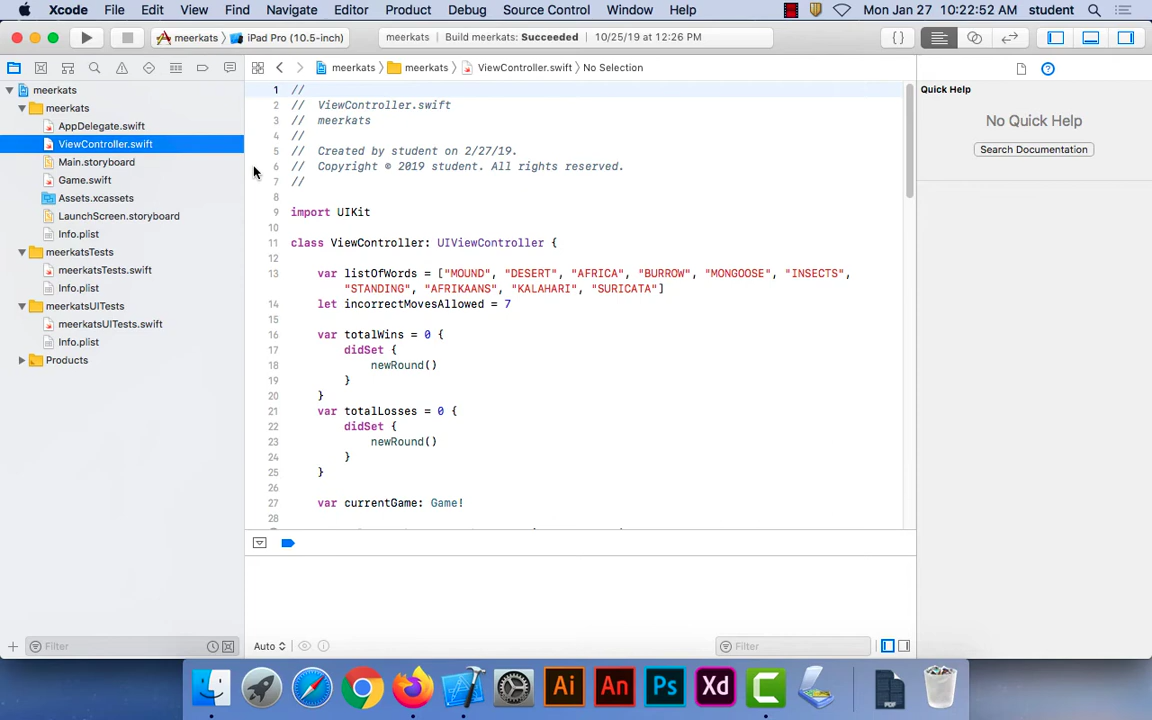 Xcode File Edit View Find Navigate Editor Product Debug Source Control Window Help Mon Jan 27 10:22:52 AM student
meerkats iPad Pro (10.5-inch) meerkats | Build meerkats: Succeeded | 10/25/19 at 12:26 PM
meerkats meerkats ViewController.swift No Selection
meerkats
meerkats
AppDelegate.swift
ViewController.swift
Main.storyboard
Game.swift
Assets.xcassets
LaunchScreen.storyboard
Info.plist
meerkatsTests
meerkatsTests.swift
Info.plist
meerkatsUITests
meerkatsUITests.swift
Info.plist
Products
Filter
1 //
2 // ViewController.swift
3 // meerkats
4 //
5 // Created by student on 2/27/19.
6 // Copyright © 2019 student. All rights reserved.
7 //
8
9 import UIKit
10
11 class ViewController: UIViewController {
12
13 var listOfWords = ["MOUND", "DESERT", "AFRICA", "BURROW", "MONGOOSE", "INSECTS",
"STANDING", "AFRIKAANS", "KALAHARI", "SURICATA"]
14 let incorrectMovesAllowed = 7
15
16 var totalWins = 0 {
17 didSet {
18 newRound()
19 }
20 }
21 var totalLosses = 0 {
22 didSet {
23 newRound()
24 }
25 }
26
27 var currentGame: Game!
28
Auto
Filter
Quick Help
No Quick Help
Search Documentation
Ai An Ps Xd
PDF